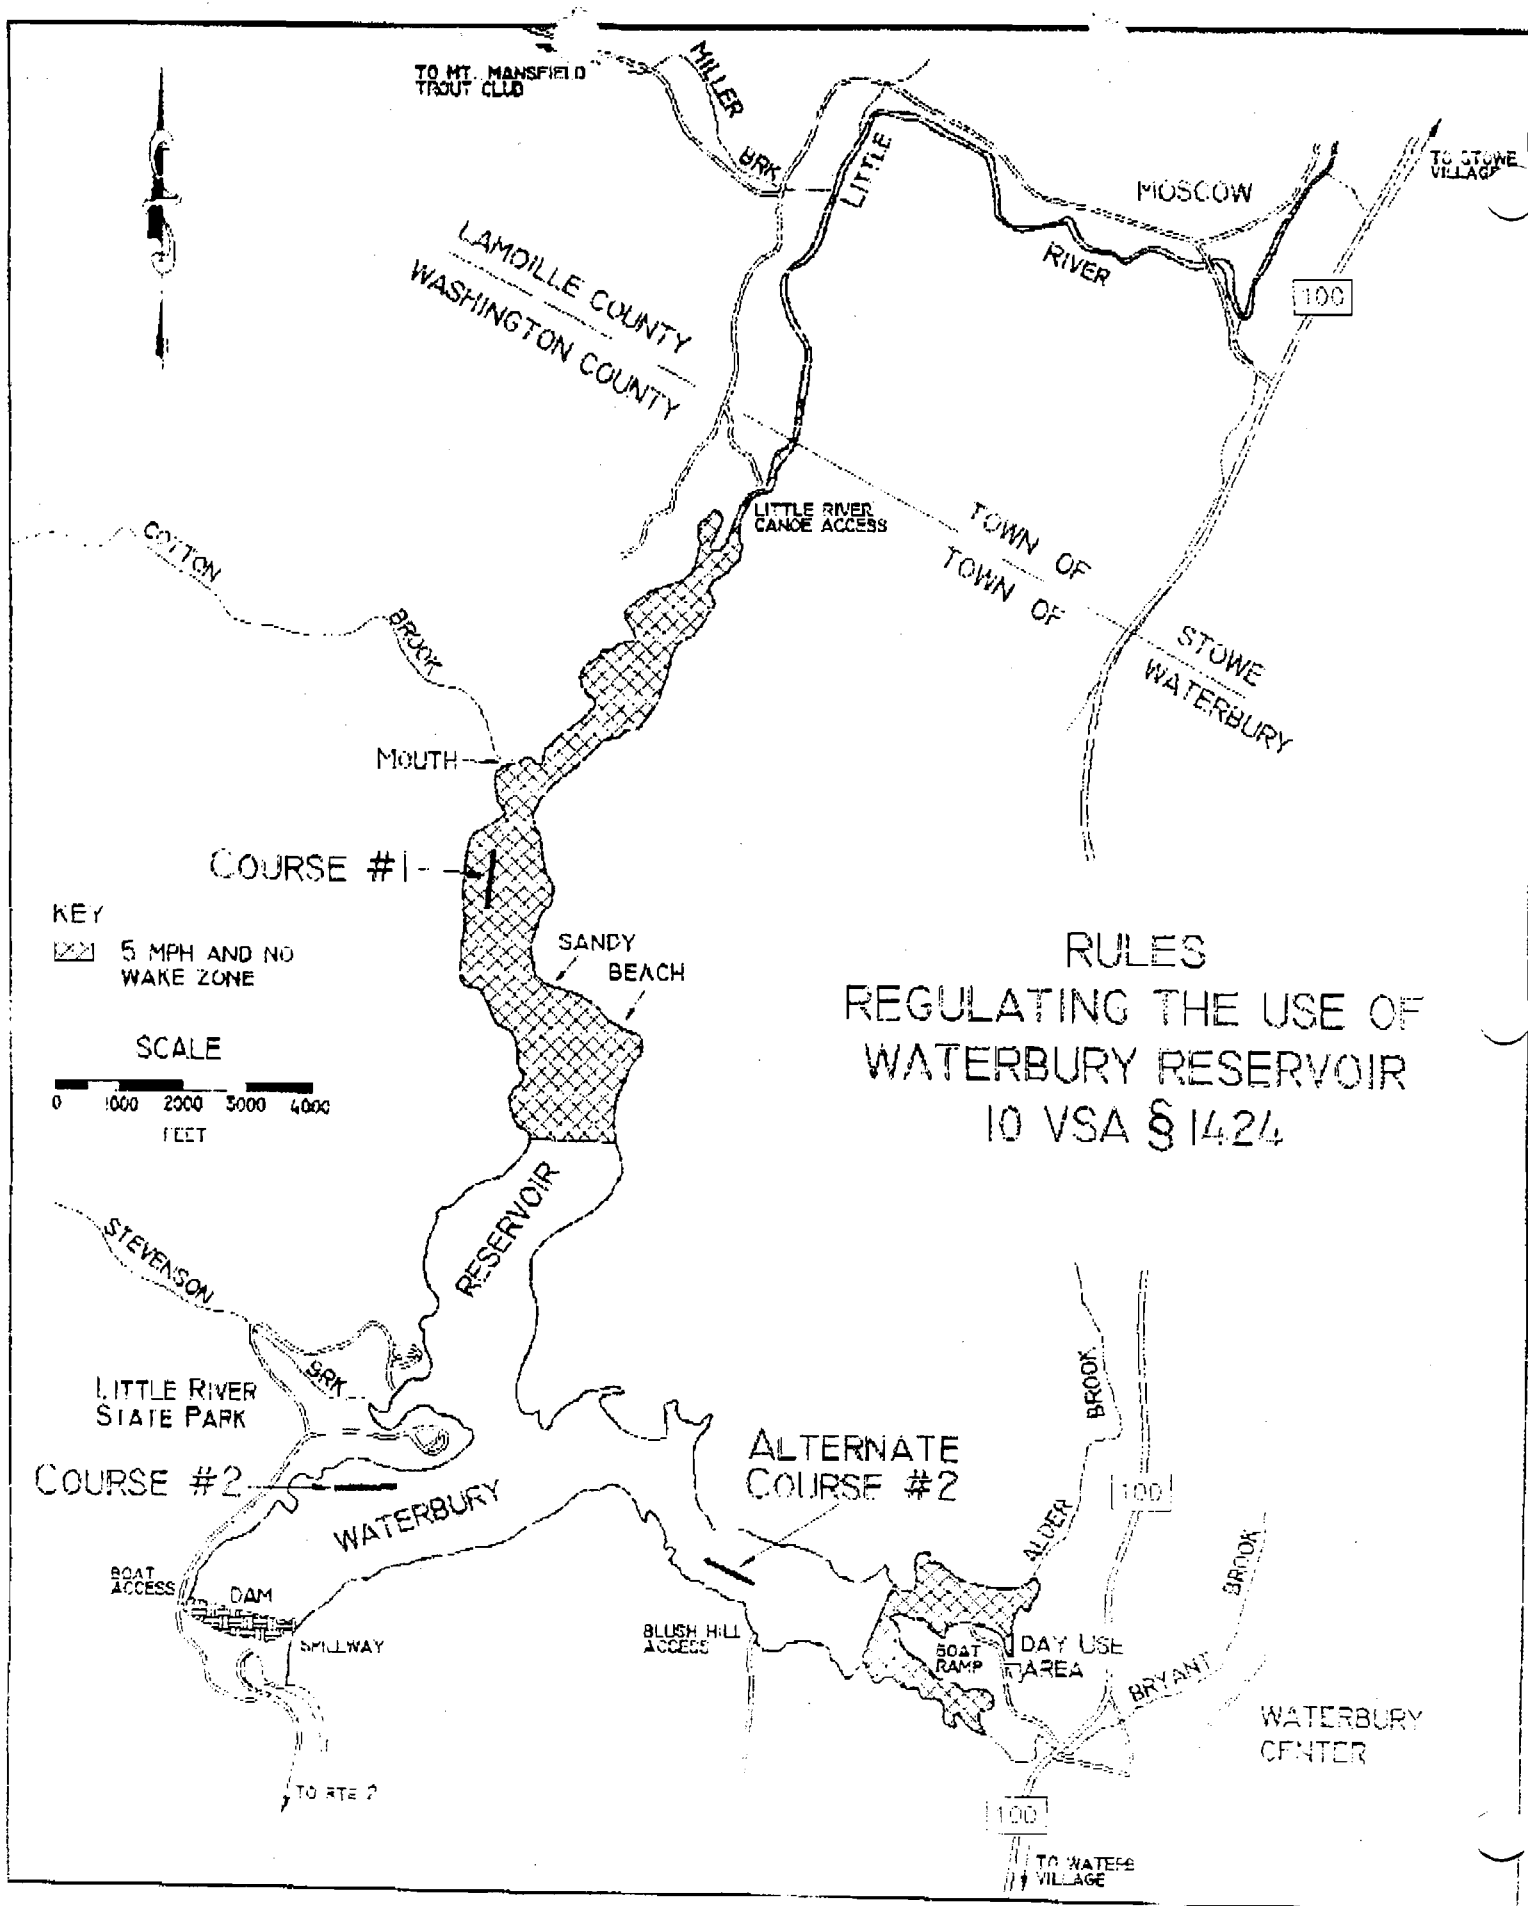 TO MT. MANSFIELD
TROUT CLUB
MILLER
BRK
LITTLE
RIVER
MOSCOW
TO STOWE
VILLAGE
100
LAMOILLE COUNTY
WASHINGTON COUNTY
LITTLE RIVER
CANOE ACCESS
TOWN OF
TOWN OF
STOWE
WATERBURY
COTTON
BROOK
MOUTH
COURSE #1
KEY
5 MPH AND NO
WAKE ZONE
SANDY
BEACH
SCALE
0 1000 2000 3000 4000
FEET
RULES
REGULATING THE USE OF
WATERBURY RESERVOIR
10 VSA § 1424
RESERVOIR
STEVENSON
BRK
LITTLE RIVER
STATE PARK
COURSE #2
WATERBURY
ALTERNATE
COURSE #2
BROOK
ALDER
100
BROOK
BRYANT
BOAT
ACCESS
DAM
SPILLWAY
BLUSH HILL
ACCESS
BOAT
RAMP
DAY USE
AREA
WATERBURY
CENTER
TO RTE 2
100
TO WATERB
VILLAGE